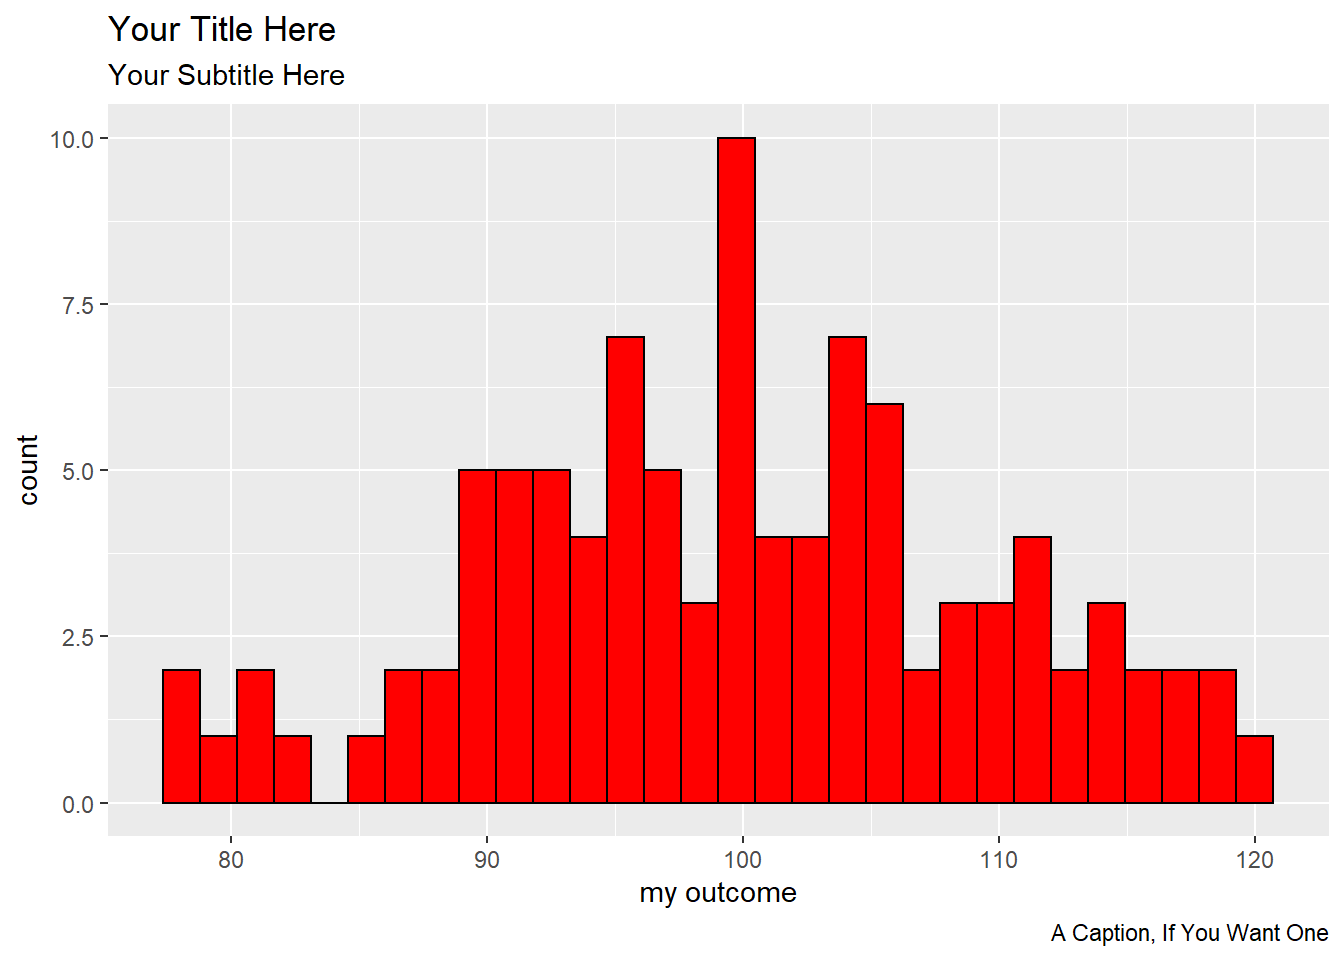 Your Title Here
Your Subtitle Here
10.0
7.5
5.0
2.5
0.0
count
80 90 100 110 120
my outcome
A Caption, If You Want One